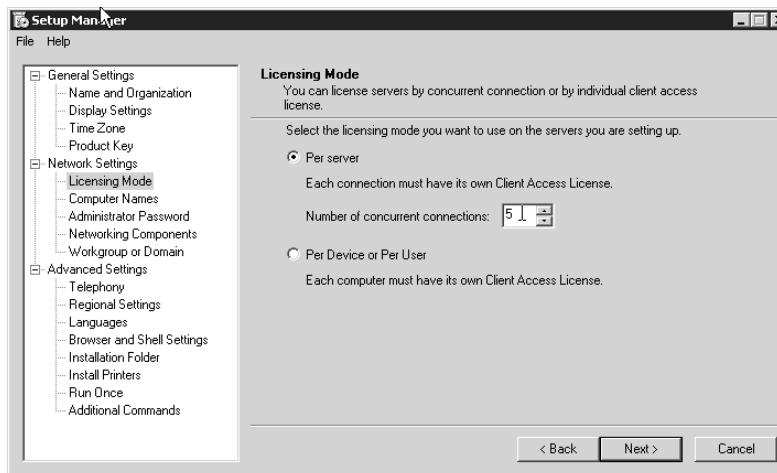 Setup Manager
File Help
General Settings
Name and Organization
Display Settings
Time Zone
Product Key
Network Settings
Licensing Mode
Computer Names
Administrator Password
Networking Components
Workgroup or Domain
Advanced Settings
Telephony
Regional Settings
Languages
Browser and Shell Settings
Installation Folder
Install Printers
Run Once
Additional Commands
Licensing Mode
You can license servers by concurrent connection or by individual client access
license.
Select the licensing mode you want to use on the servers you are setting up.
Per server
Each connection must have its own Client Access License.
Number of concurrent connections: 5
Per Device or Per User
Each computer must have its own Client Access License.
< Back Next > Cancel